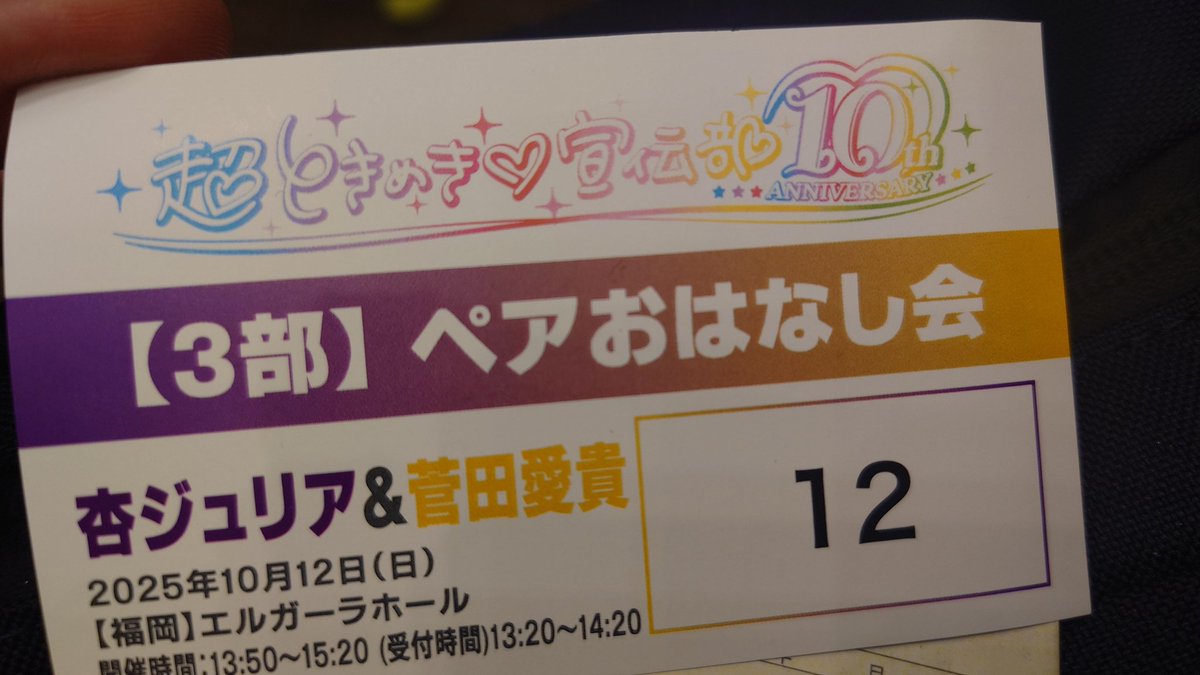 超ときめき♡宣伝部 10th ANNIVERSARY
【3部】ペアおはなし会
杏ジュリア&菅田愛貴
12
2025年10月12日(日)
【福岡】エルガーラホール
開催時間:13:50~15:20 (受付時間)13:20~14:20